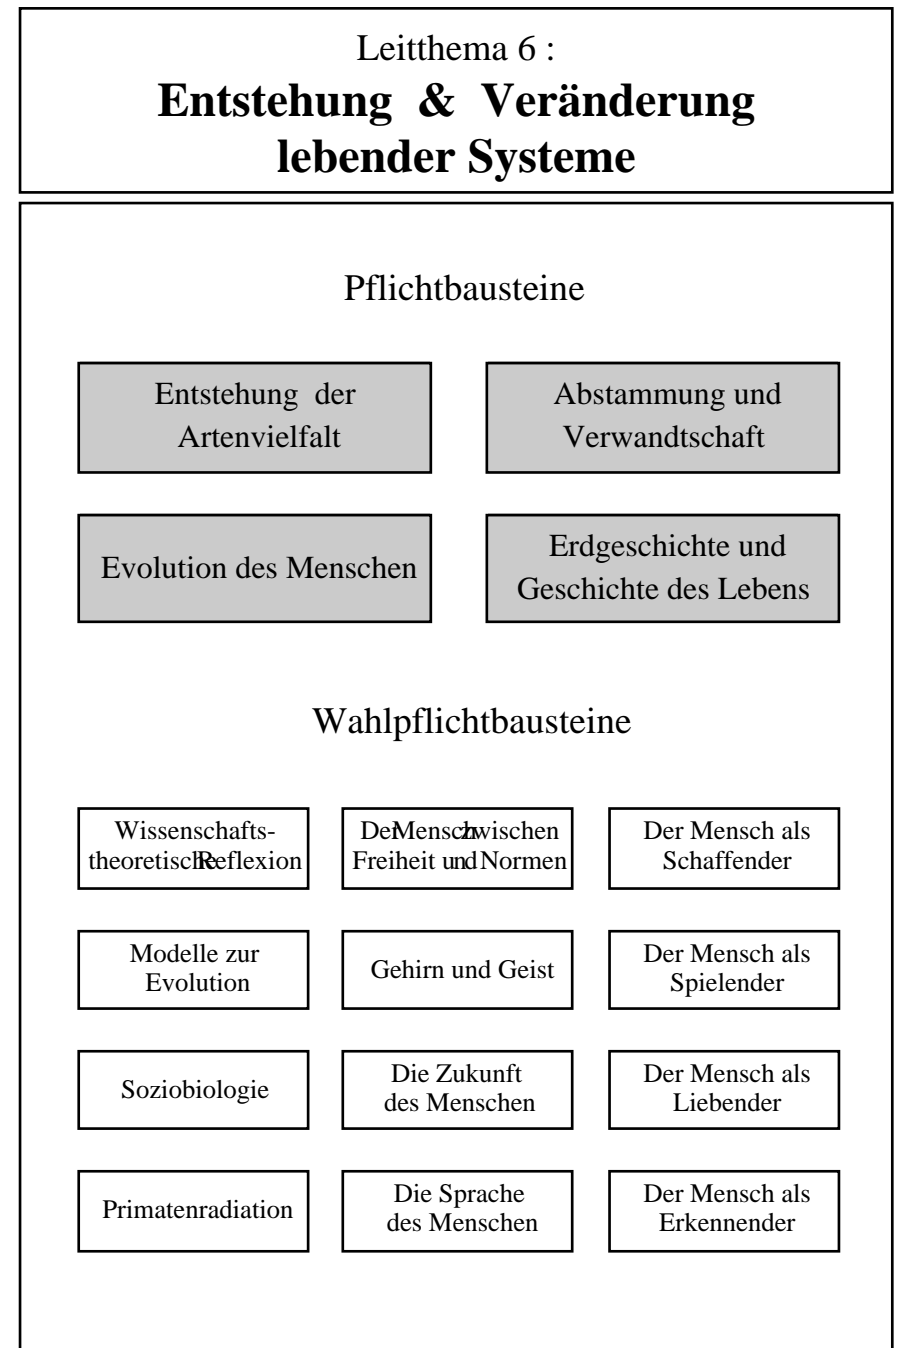 Leitthema 6 :
Entstehung & Veränderung
lebender Systeme
Pflichtbausteine
Entstehung der
Artenvielfalt
Abstammung und
Verwandtschaft
Evolution des Menschen
Erdgeschichte und
Geschichte des Lebens
Wahlpflichtbausteine
Wissenschafts-
theoretische Reflexion
Der Mensch zwischen
Freiheit und Normen
Der Mensch als
Schaffender
Modelle zur
Evolution
Gehirn und Geist
Der Mensch als
Spielender
Soziobiologie
Die Zukunft
des Menschen
Der Mensch als
Liebender
Primatenradiation
Die Sprache
des Menschen
Der Mensch als
Erkennender